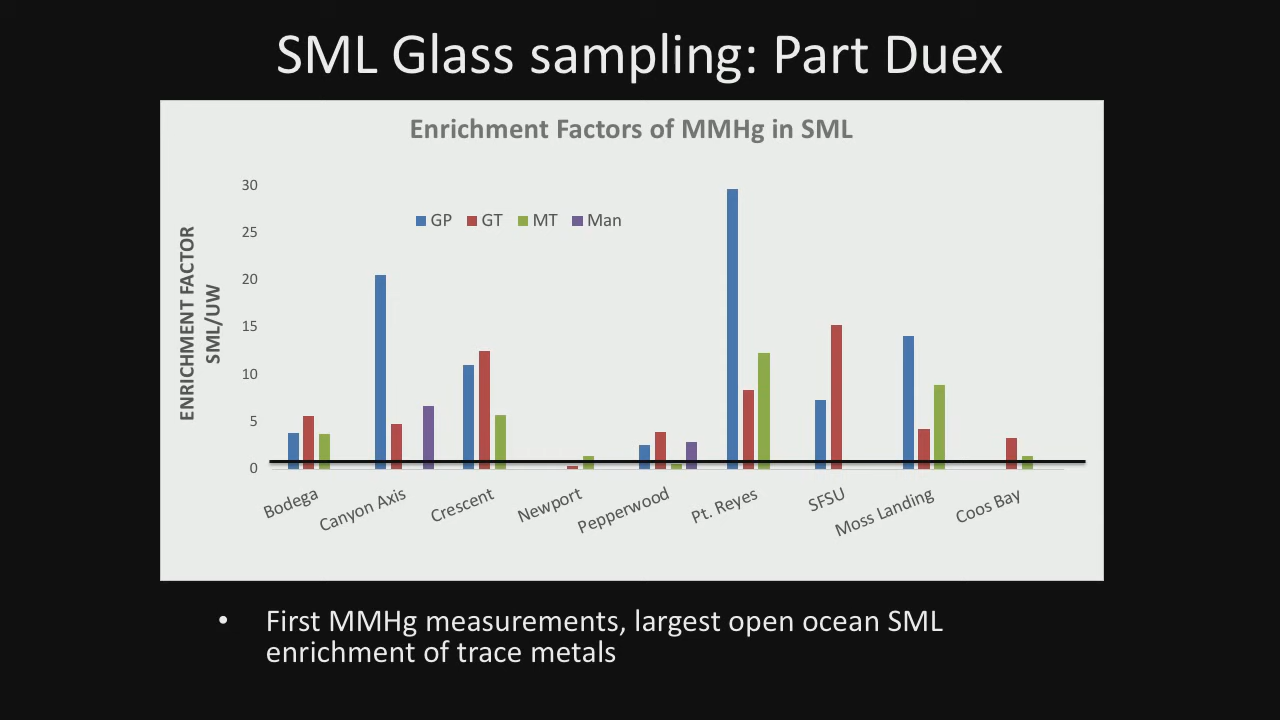 SML Glass sampling: Part Duex
Enrichment Factors of MMHg in SML
ENRICHMENT FACTOR
SML/UW
30
25
20
15
10
5
0
GP GT MT Man
Bodega
Canyon Axis
Crescent
Newport
Pepperwood
Pt. Reyes
SFSU
Moss Landing
Coos Bay
• First MMHg measurements, largest open ocean SML
enrichment of trace metals